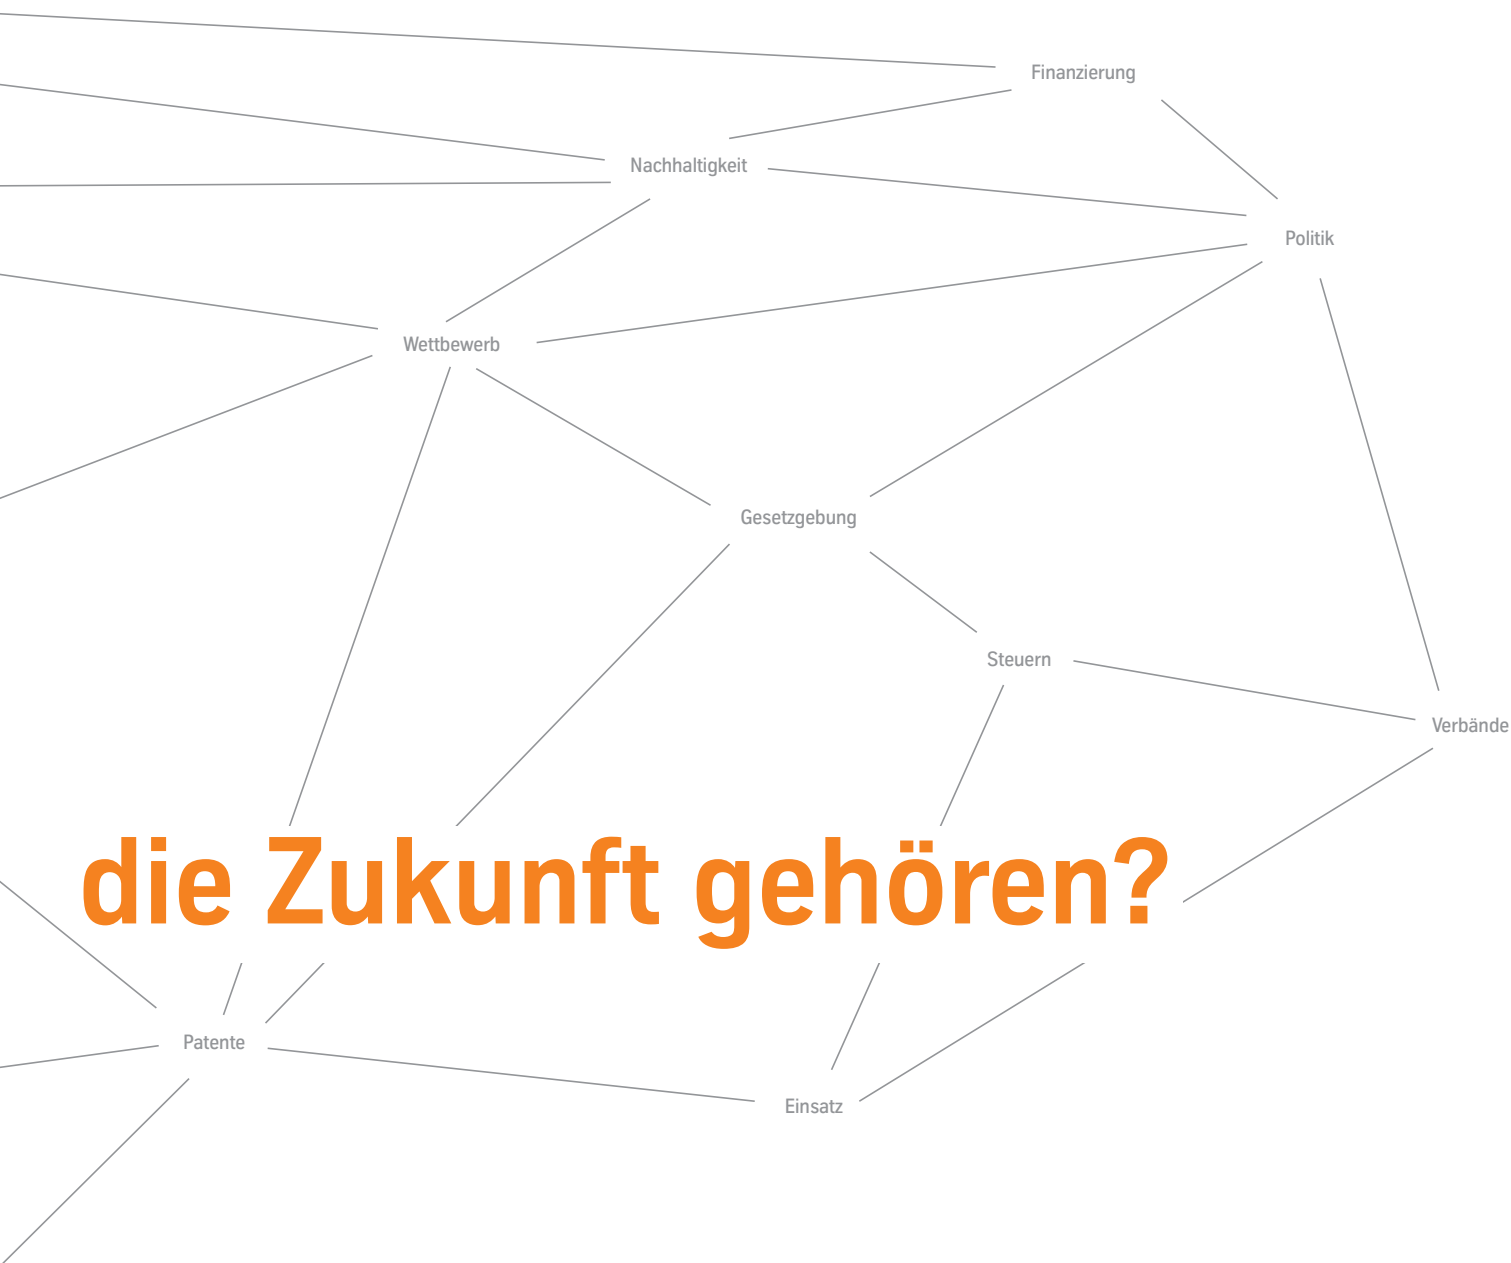 Finanzierung
Nachhaltigkeit
Politik
Wettbewerb
Gesetzgebung
Steuern
Verbände
die Zukunft gehören?
Patente
Einsatz